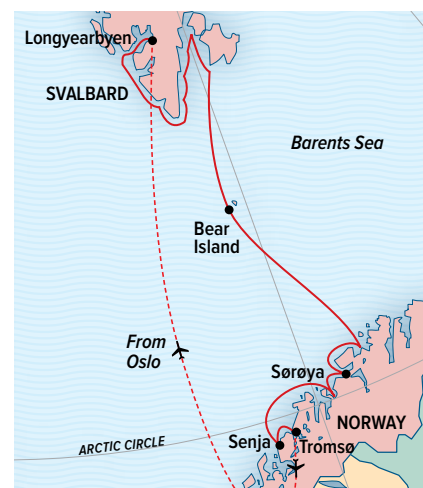 Longyearbyen
SVALBARD
Barents Sea
Bear
Island
From
Oslo
Sørøya
NORWAY
ARCTIC CIRCLE
Senja
Tromsø